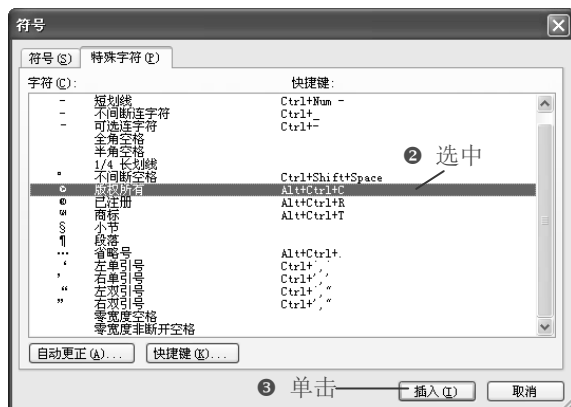 符号
符号(S) 特殊字符(P)
字符(C): 快捷键:
- 短划线 Ctrl+Num -
- 不间断连字符 Ctrl+_
- 可选连字符 Ctrl+-
全角空格
半角空格
1/4 长划线
° 不间断空格 Ctrl+Shift+Space
© 版权所有 Alt+Ctrl+C
® 已注册 Alt+Ctrl+R
™ 商标 Alt+Ctrl+T
§ 小节
¶ 段落
… 省略号 Alt+Ctrl+.
‘ 左单引号 Ctrl+`,`
’ 右单引号 Ctrl+','
“ 左双引号 Ctrl+`,"
” 右双引号 Ctrl+',"
零宽度空格
零宽度非断开空格
❷ 选中
自动更正(A)... 快捷键(K)...
❸ 单击
插入(I) 取消